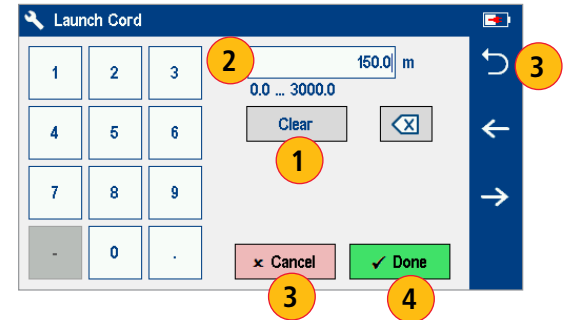 Launch Cord
1 2 3
2 150.0 m
0.0 ... 3000.0
3
4 5 6
Clear
1
7 8 9
- 0 .
× Cancel
✓ Done
3 4